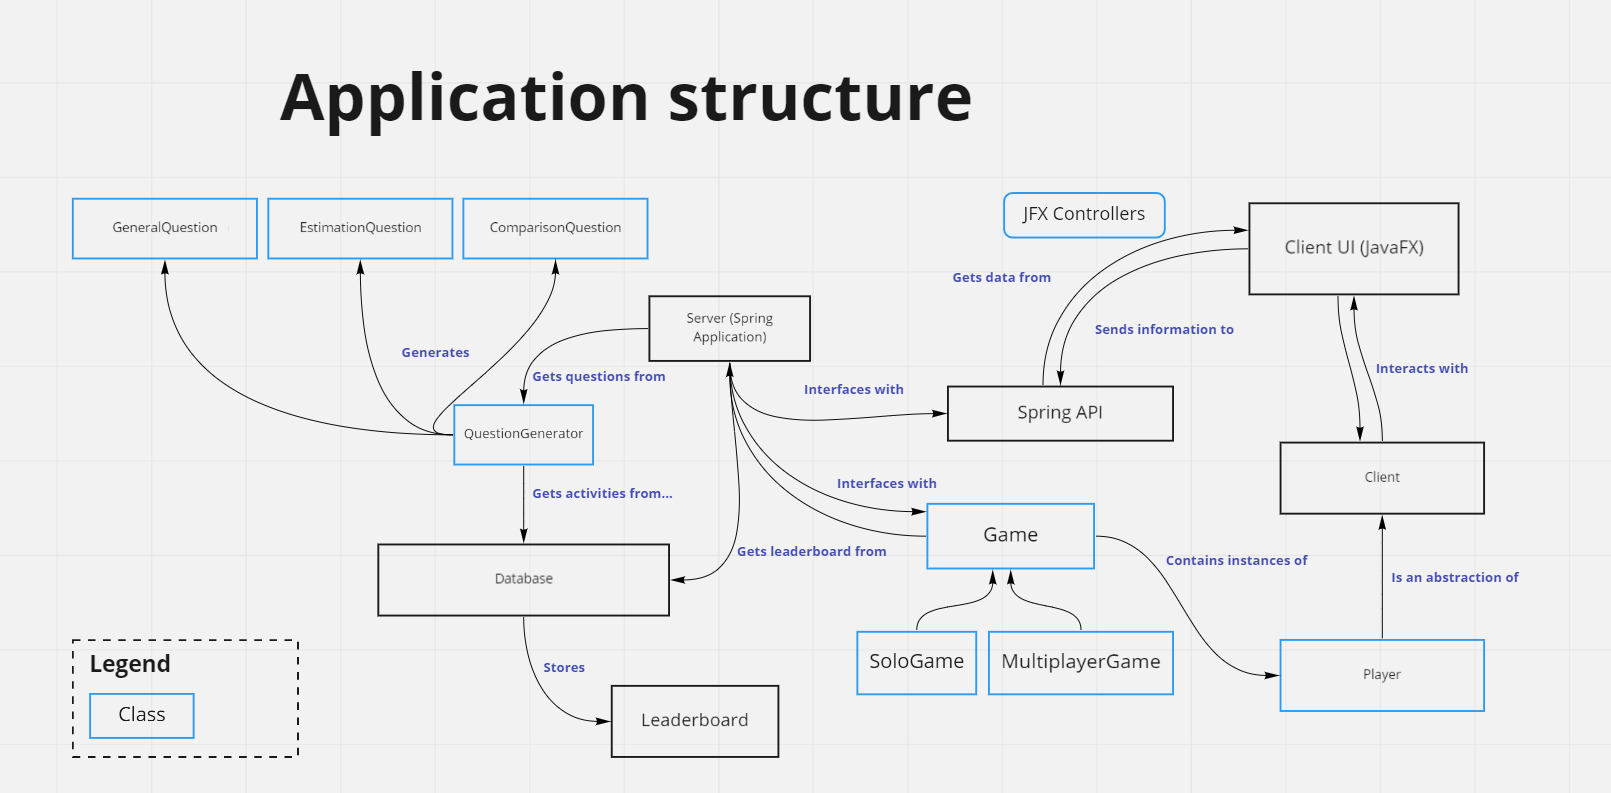 Application structure
GeneralQuestion
EstimationQuestion
ComparisonQuestion
JFX Controllers
Client UI (JavaFX)
Gets data from
Sends information to
Server (Spring
Application)
Generates
Gets questions from
Interfaces with
Interacts with
Spring API
QuestionGenerator
Client
Gets activities from...
Interfaces with
Game
Gets leaderboard from
Contains instances of
Is an abstraction of
Database
SoloGame
MultiplayerGame
Player
Stores
Leaderboard
Legend
Class